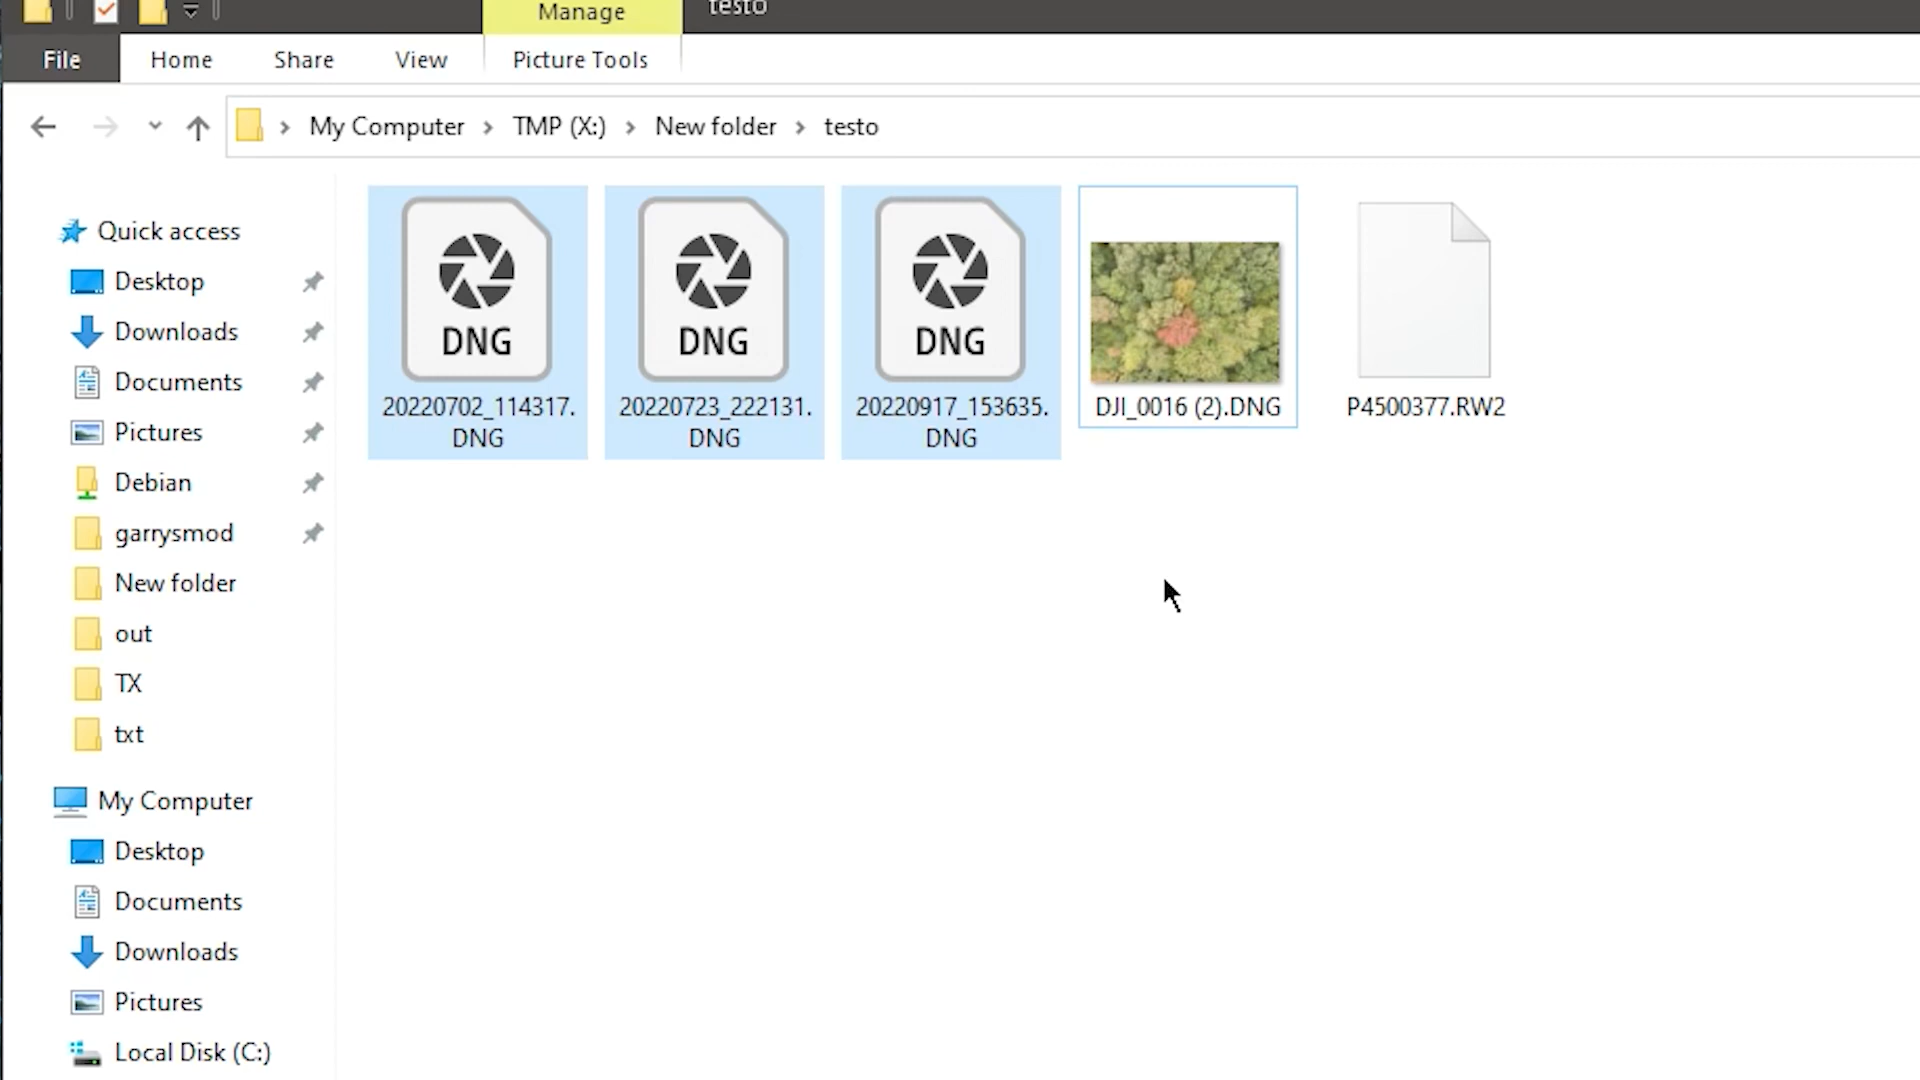 Manage
testo
File
Home
Share
View
Picture Tools
My Computer
TMP (X:)
New folder
testo
Quick access
Desktop
Downloads
Documents
Pictures
Debian
garrysmod
New folder
out
TX
txt
My Computer
Desktop
Documents
Downloads
Pictures
Local Disk (C:)
DNG
20220702_114317.
DNG
DNG
20220723_222131.
DNG
DNG
20220917_153635.
DNG
DJI_0016 (2).DNG
P4500377.RW2